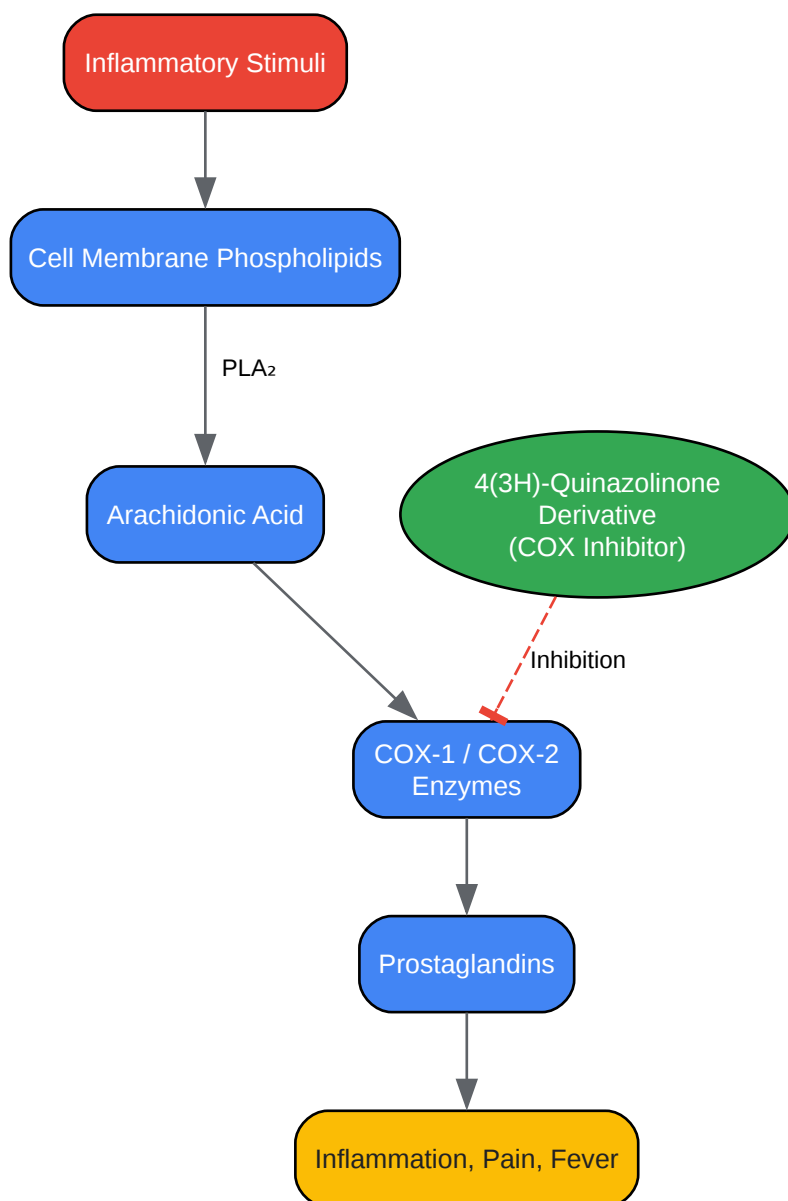 Inflammatory Stimuli
Cell Membrane Phospholipids
PLA₂
Arachidonic Acid
4(3H)-Quinazolinone
Derivative
(COX Inhibitor)
Inhibition
COX-1 / COX-2
Enzymes
Prostaglandins
Inflammation, Pain, Fever